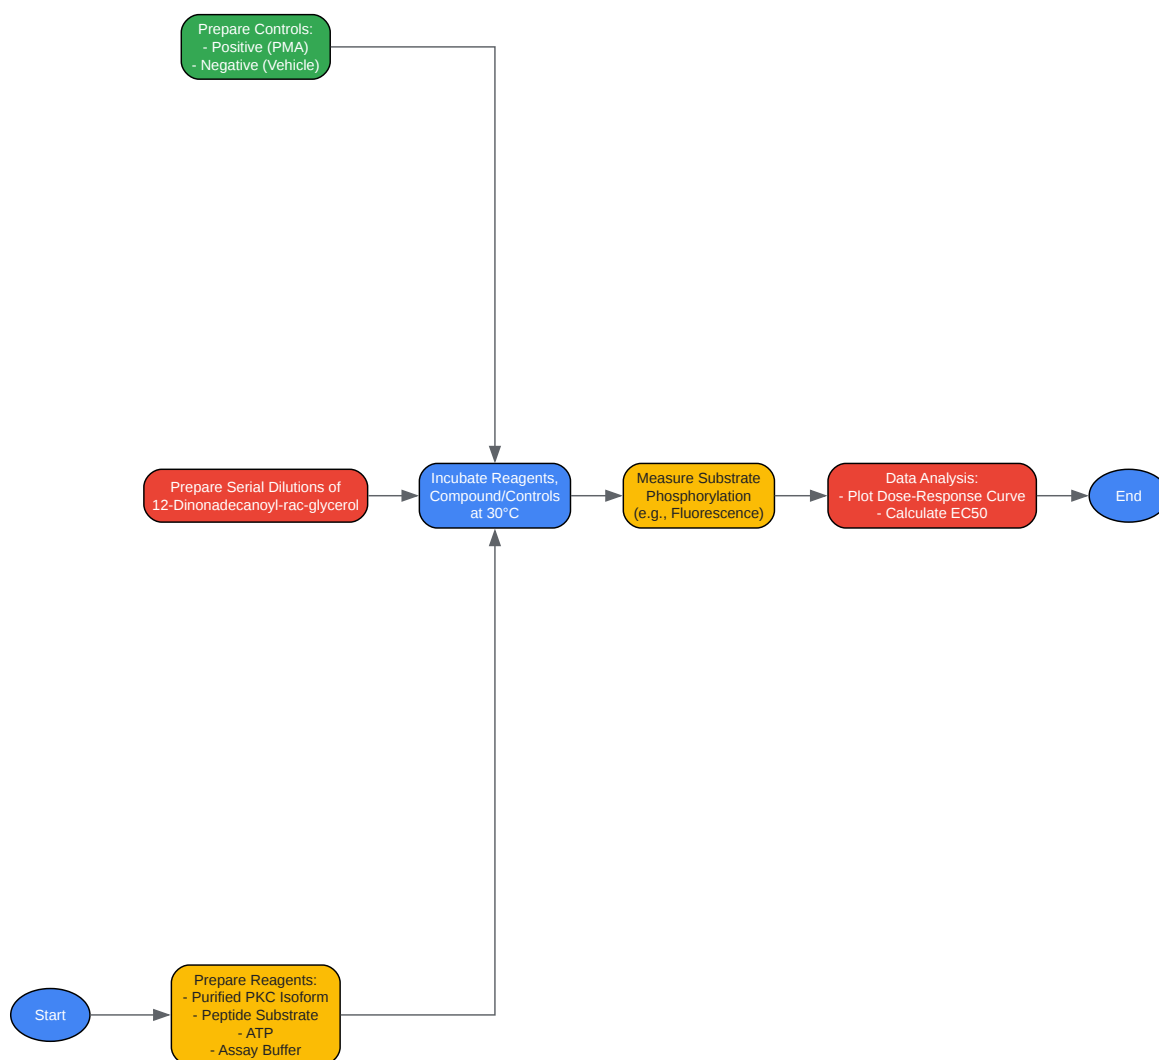 Prepare Controls:
- Positive (PMA)
- Negative (Vehicle)
Prepare Serial Dilutions of
12-Dinonadecanoyl-rac-glycerol
Incubate Reagents,
Compound/Controls
at 30°C
Measure Substrate
Phosphorylation
(e.g., Fluorescence)
Data Analysis:
- Plot Dose-Response Curve
- Calculate EC50
End
Start
Prepare Reagents:
- Purified PKC Isoform
- Peptide Substrate
- ATP
- Assay Buffer